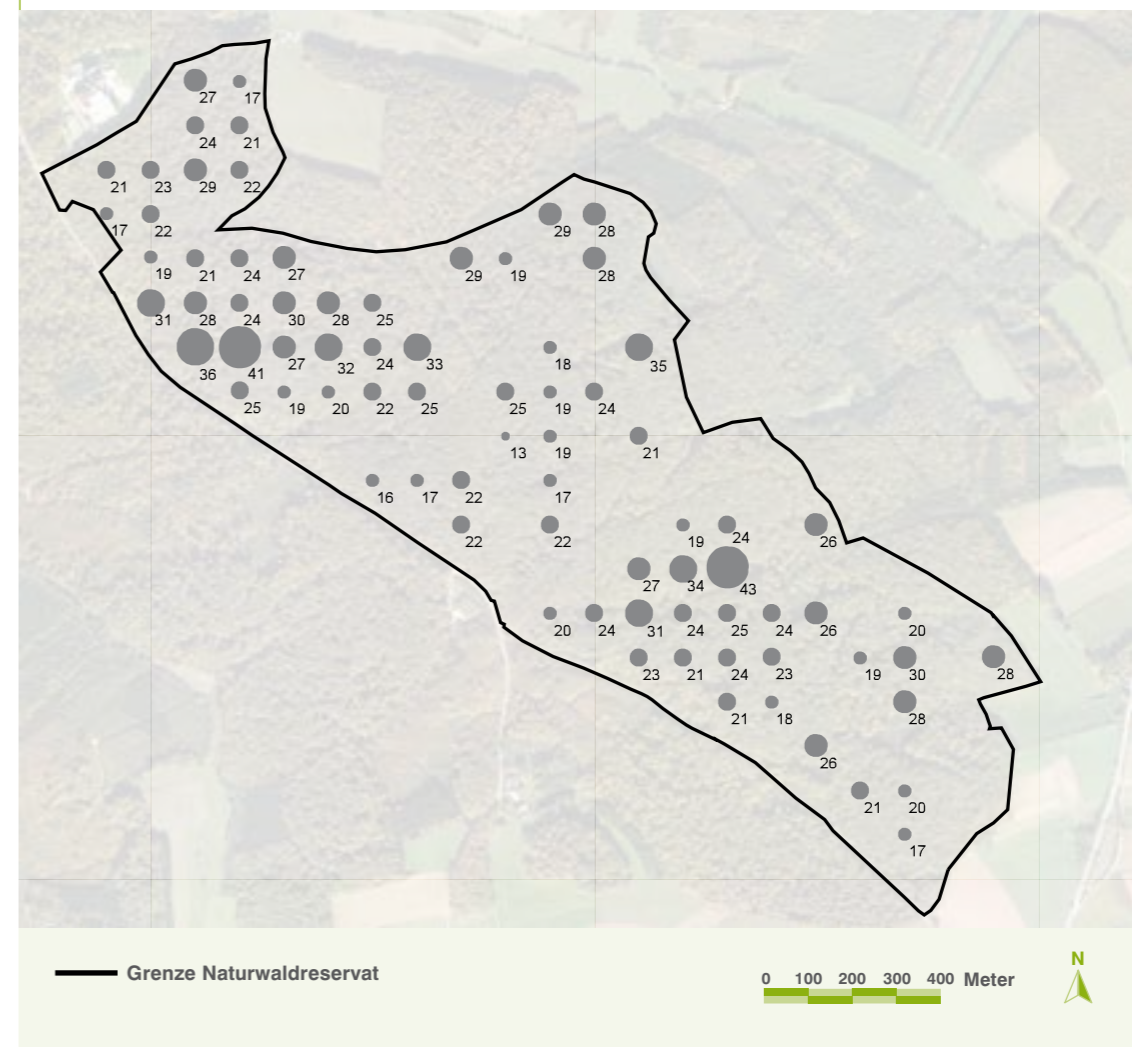 27 17
24 21
21 23 29 22
17 22
29 28
19 21 24 27 29 19 28
31 28 24 30 28 25
36 41 27 32 24 33 18 35
25 19 20 22 25 25 19 24
13 19 21
16 17 22 17
22 22 19 24 26
27 34 43
20 24 31 24 25 24 26 20
23 21 24 23 19 30 28
21 18 28
26
21 20
17
Grenze Naturwaldreservat
0 100 200 300 400 Meter
N